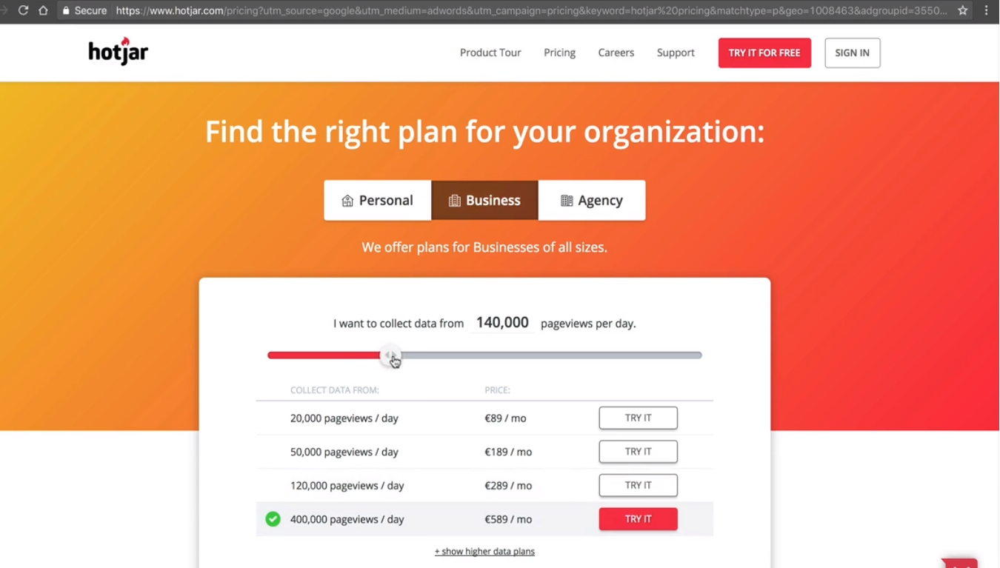 Secure https://www.hotjar.com/pricing?utm_source=google&utm_medium=adwords&utm_campaign=pricing&keyword=hotjar%20pricing&matchtype=p&geo=1008463&adgroupid=3550...
hotjar
Product Tour Pricing Careers Support TRY IT FOR FREE SIGN IN
Find the right plan for your organization:
Personal Business Agency
We offer plans for Businesses of all sizes.
I want to collect data from 140,000 pageviews per day.
COLLECT DATA FROM: PRICE:
20,000 pageviews / day €89 / mo TRY IT
50,000 pageviews / day €189 / mo TRY IT
120,000 pageviews / day €289 / mo TRY IT
400,000 pageviews / day €589 / mo TRY IT
+ show higher data plans